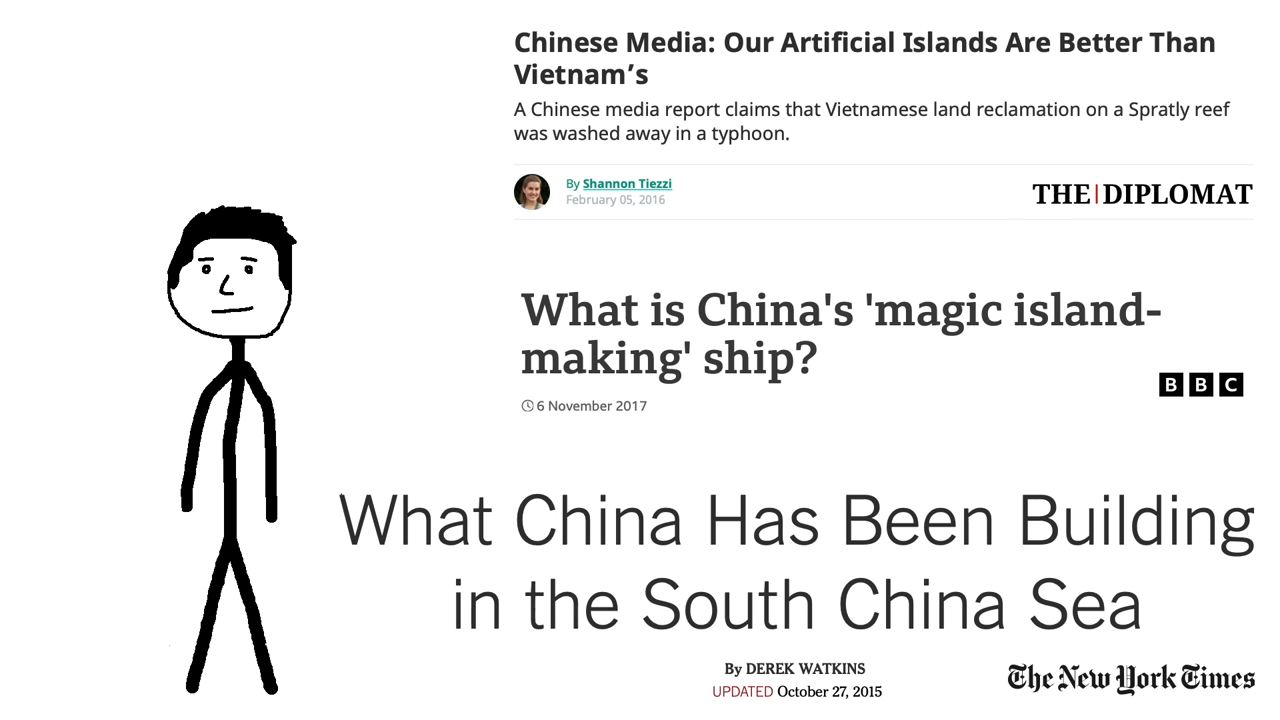 Chinese Media: Our Artificial Islands Are Better Than
Vietnam’s
A Chinese media report claims that Vietnamese land reclamation on a Spratly reef
was washed away in a typhoon.
By Shannon Tiezzi
February 05, 2016
THE|DIPLOMAT
What is China's 'magic island-
making' ship?
6 November 2017
BBC
What China Has Been Building
in the South China Sea
By DEREK WATKINS
UPDATED October 27, 2015
The New York Times